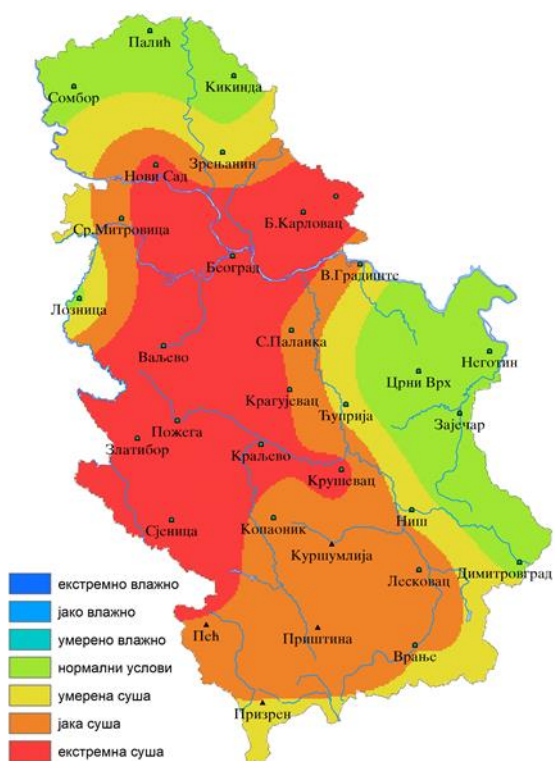 Палић
Сомбор
Кикинда
Зрењанин
Нови Сад
Б.Карловац
Ср.Митровица
Београд
В.Градиште
Лозница
С.Паланка
Неготин
Ваљево
Црни Врх
Крагујевац
Ћуприја
Зајечар
Пожега
Златибор
Краљево
Крушевац
Сјеница
Копаоник
Ниш
Куршумлија
Лесковац
Димитровград
Пећ
Приштина
Врање
Призрен
екстремно влажно
јако влажно
умерено влажно
нормални услови
умерена суша
јака суша
екстремна суша